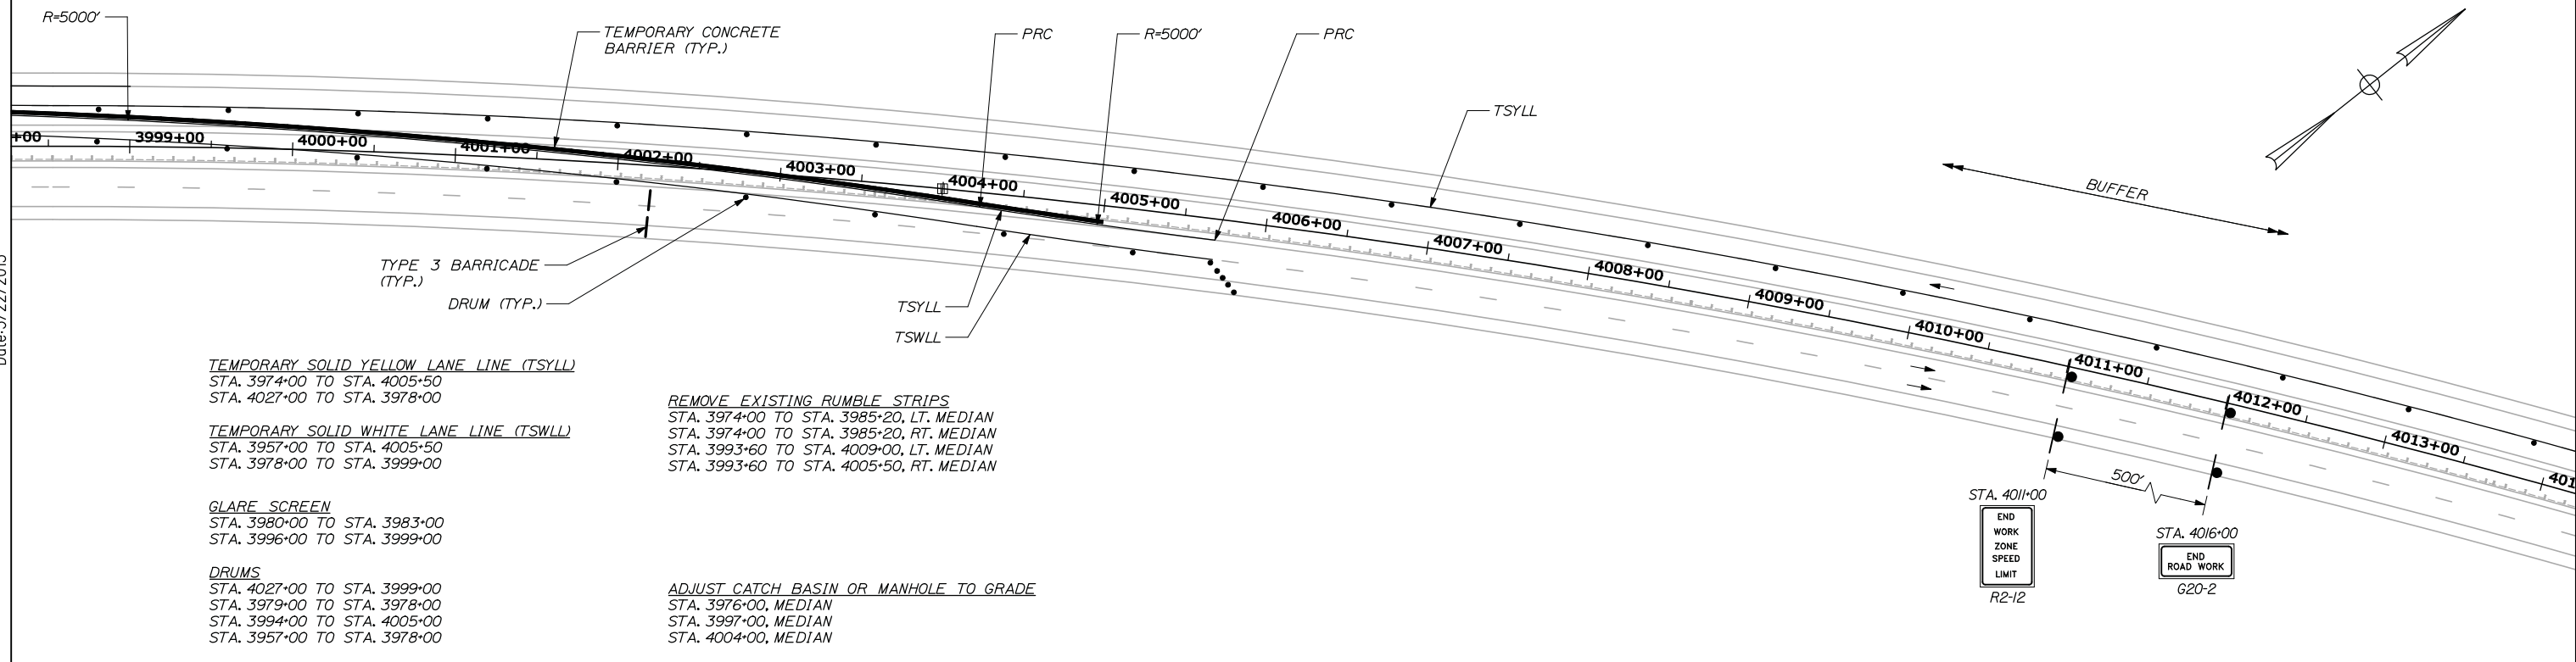 R=5000'
TEMPORARY CONCRETE
BARRIER (TYP.)
PRC
R=5000'
PRC
TSYLL
BUFFER
+00
3999+00
4000+00
4001+00
4002+00
4003+00
4004+00
4005+00
4006+00
4007+00
4008+00
4009+00
4010+00
4011+00
4012+00
4013+00
401
TYPE 3 BARRICADE
(TYP.)
DRUM (TYP.)
TSYLL
TSWLL
TEMPORARY SOLID YELLOW LANE LINE (TSYLL)
STA. 3974+00 TO STA. 4005+50
STA. 4027+00 TO STA. 3978+00
TEMPORARY SOLID WHITE LANE LINE (TSWLL)
STA. 3957+00 TO STA. 4005+50
STA. 3978+00 TO STA. 3999+00
GLARE SCREEN
STA. 3980+00 TO STA. 3983+00
STA. 3996+00 TO STA. 3999+00
DRUMS
STA. 4027+00 TO STA. 3999+00
STA. 3979+00 TO STA. 3978+00
STA. 3994+00 TO STA. 4005+00
STA. 3957+00 TO STA. 3978+00
REMOVE EXISTING RUMBLE STRIPS
STA. 3974+00 TO STA. 3985+20, LT. MEDIAN
STA. 3974+00 TO STA. 3985+20, RT. MEDIAN
STA. 3993+60 TO STA. 4009+00, LT. MEDIAN
STA. 3993+60 TO STA. 4005+50, RT. MEDIAN
ADJUST CATCH BASIN OR MANHOLE TO GRADE
STA. 3976+00, MEDIAN
STA. 3997+00, MEDIAN
STA. 4004+00, MEDIAN
500'
STA. 4011+00
END
WORK
ZONE
SPEED
LIMIT
R2-12
STA. 4016+00
END
ROAD WORK
G20-2